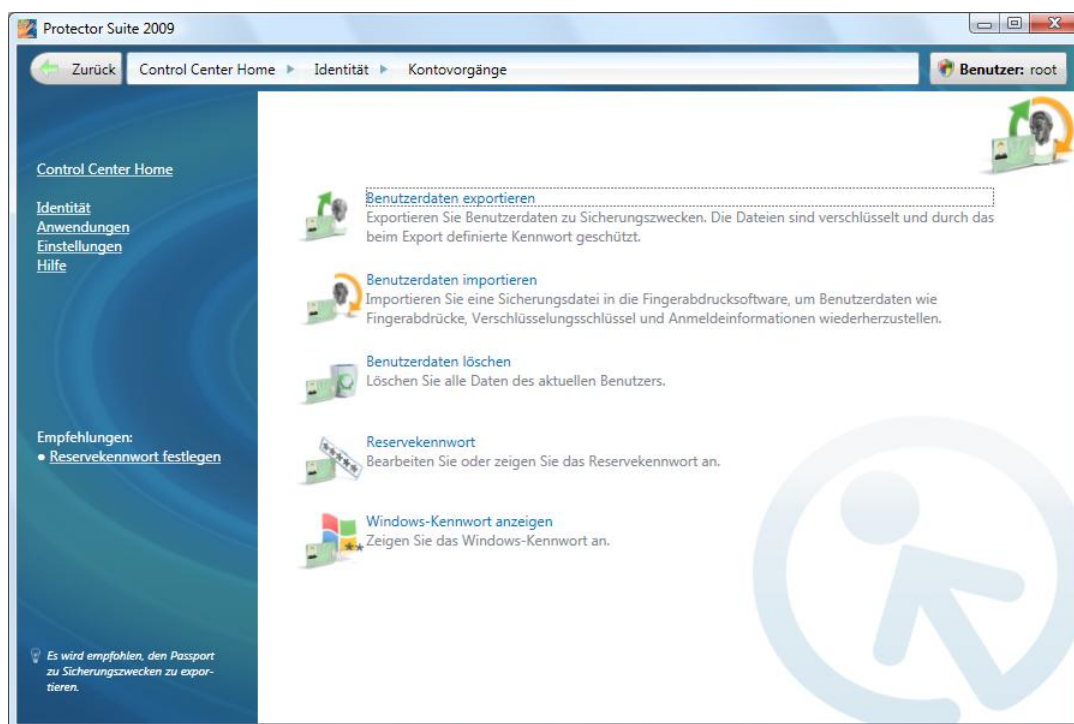 Protector Suite 2009
Zurück
Control Center Home
Identität
Kontovorgänge
Benutzer: root
Control Center Home
Identität
Anwendungen
Einstellungen
Hilfe
Empfehlungen:
Reservekennwort festlegen
Es wird empfohlen, den Passport
zu Sicherungszwecken zu expor-
tieren.
Benutzerdaten exportieren
Exportieren Sie Benutzerdaten zu Sicherungszwecken. Die Dateien sind verschlüsselt und durch das
beim Export definierte Kennwort geschützt.
Benutzerdaten importieren
Importieren Sie eine Sicherungsdatei in die Fingerabdrucksoftware, um Benutzerdaten wie
Fingerabdrücke, Verschlüsselungsschlüssel und Anmeldeinformationen wiederherzustellen.
Benutzerdaten löschen
Löschen Sie alle Daten des aktuellen Benutzers.
Reservekennwort
Bearbeiten Sie oder zeigen Sie das Reservekennwort an.
Windows-Kennwort anzeigen
Zeigen Sie das Windows-Kennwort an.